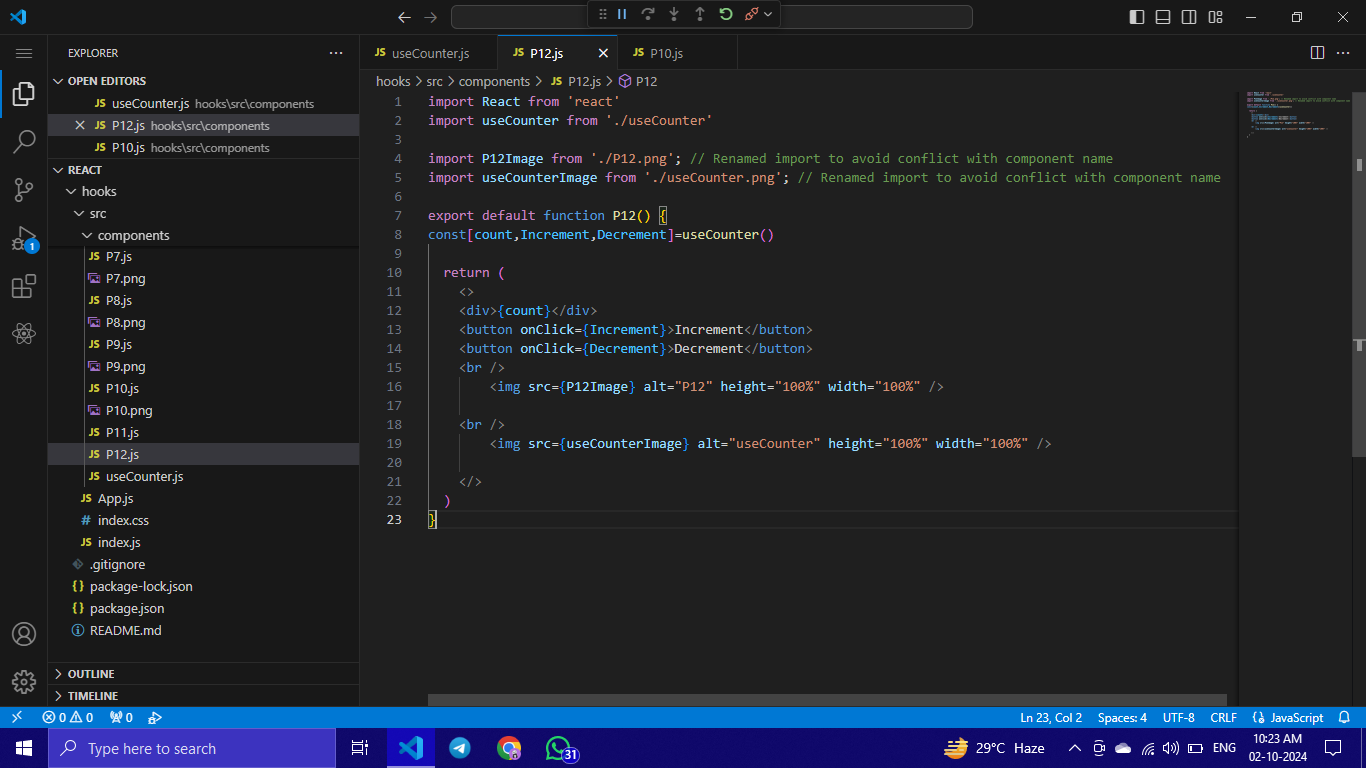 EXPLORER
OPEN EDITORS
JS useCounter.js hooks\src\components
JS P12.js hooks\src\components
JS P10.js hooks\src\components
REACT
hooks
src
components
JS P7.js
P7.png
JS P8.js
P8.png
JS P9.js
P9.png
JS P10.js
P10.png
JS P11.js
JS P12.js
JS useCounter.js
JS App.js
# index.css
JS index.js
.gitignore
{} package-lock.json
{} package.json
README.md
OUTLINE
TIMELINE
1
JS useCounter.js
JS P12.js
JS P10.js
hooks > src > components > JS P12.js > P12
1 import React from 'react'
2 import useCounter from './useCounter'
3
4 import P12Image from './P12.png'; // Renamed import to avoid conflict with component name
5 import useCounterImage from './useCounter.png'; // Renamed import to avoid conflict with component name
6
7 export default function P12() {
8 const[count,Increment,Decrement]=useCounter()
9
10 return (
11 <>
12 <div>{count}</div>
13 <button onClick={Increment}>Increment</button>
14 <button onClick={Decrement}>Decrement</button>
15 <br />
16 <img src={P12Image} alt="P12" height="100%" width="100%" />
17
18 <br />
19 <img src={useCounterImage} alt="useCounter" height="100%" width="100%" />
20
21 </>
22 )
23 }
0 0 0
Ln 23, Col 2 Spaces: 4 UTF-8 CRLF {} JavaScript
Type here to search
31
29°C Haze
ENG
10:23 AM
02-10-2024